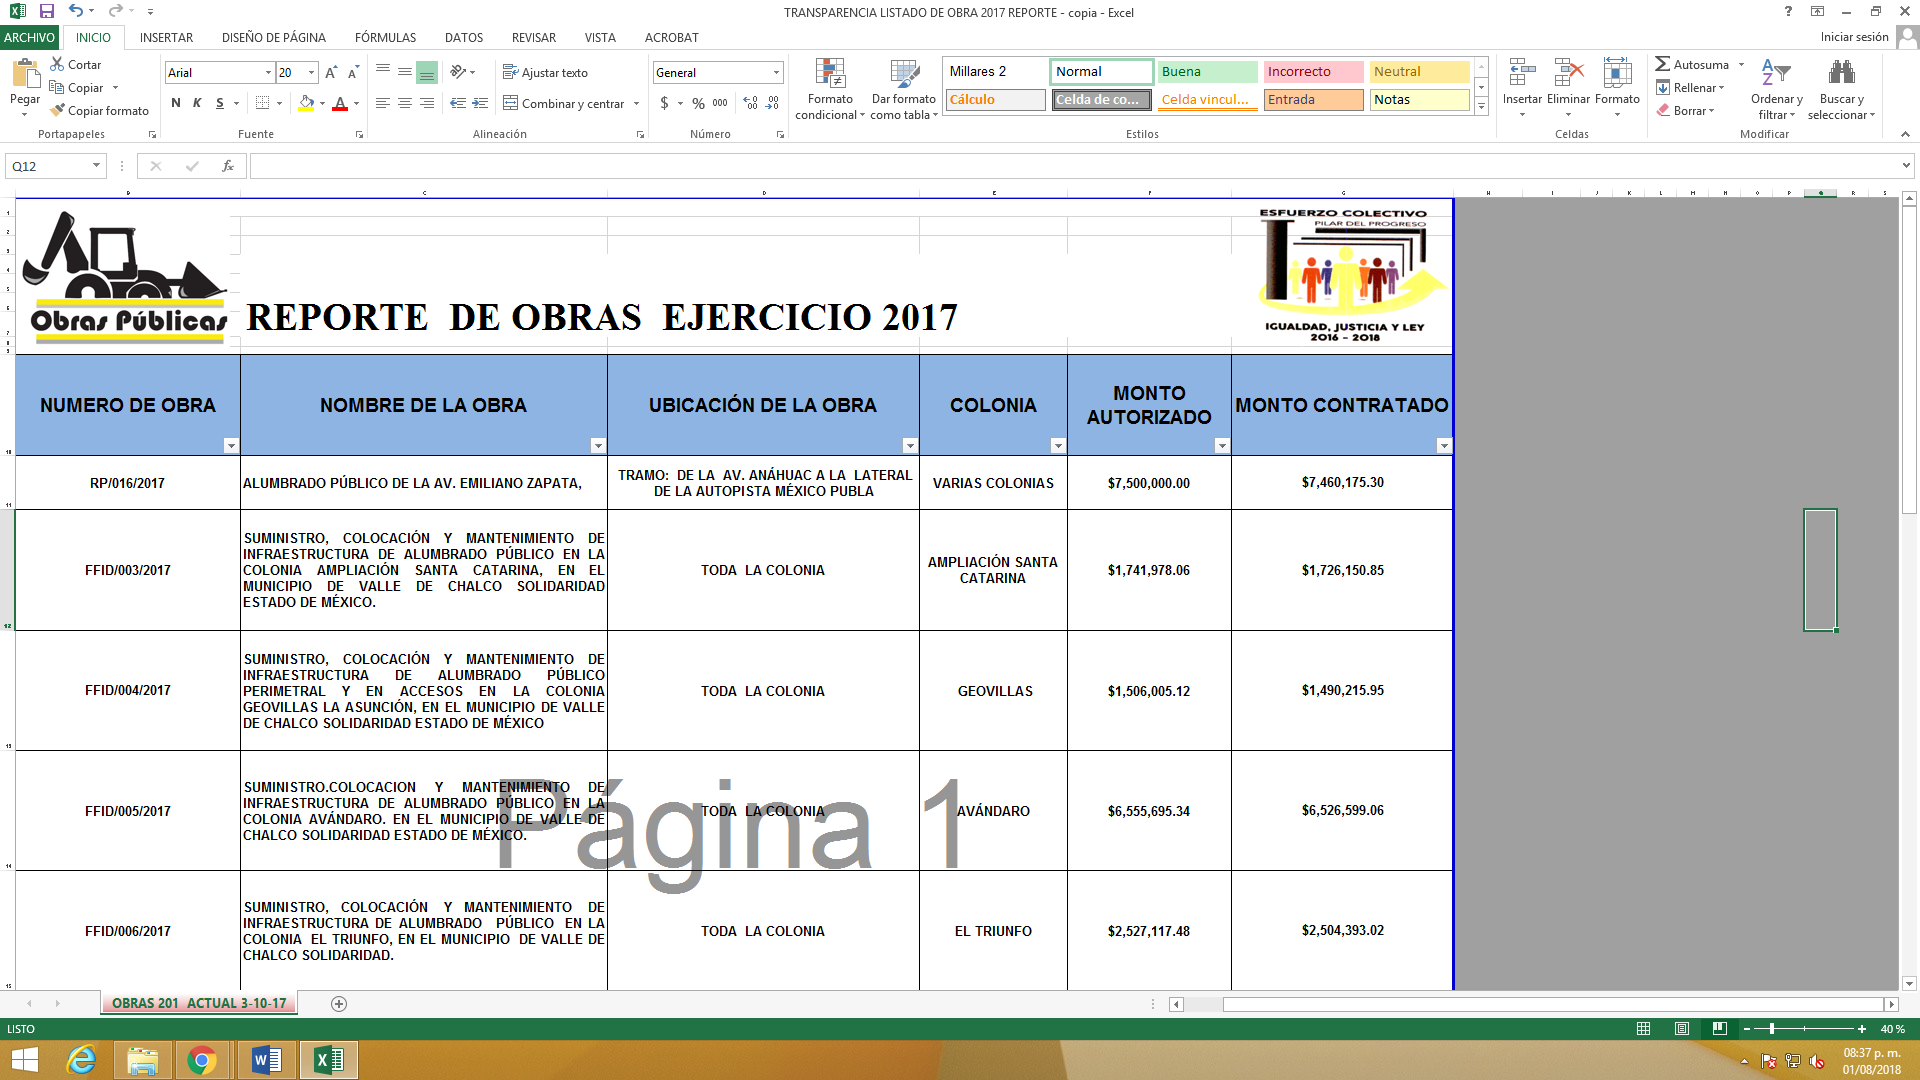 TRANSPARENCIA LISTADO DE OBRA 2017 REPORTE - copia - Excel
ARCHIVO INICIO INSERTAR DISEÑO DE PÁGINA FÓRMULAS DATOS REVISAR VISTA ACROBAT
Iniciar sesión
Pegar
Cortar
Copiar
Copiar formato
Portapapeles
Arial 20
N K S
Fuente
Ajustar texto
Combinar y centrar
Alineación
General
$ % 000
Número
Formato condicional
Dar formato como tabla
Millares 2 Normal Buena Incorrecto Neutral
Cálculo Celda de co... Celda vincul... Entrada Notas
Estilos
Insertar Eliminar Formato
Celdas
Autosuma
Rellenar
Borrar
Ordenar y filtrar
Buscar y seleccionar
Modificar
Q12
fx
Obras Públicas
REPORTE DE OBRAS EJERCICIO 2017
ESFUERZO COLECTIVO
PILAR DEL PROGRESO
IGUALDAD, JUSTICIA Y LEY
2016 - 2018
NUMERO DE OBRA
NOMBRE DE LA OBRA
UBICACIÓN DE LA OBRA
COLONIA
MONTO
AUTORIZADO
MONTO CONTRATADO
RP/016/2017
ALUMBRADO PÚBLICO DE LA AV. EMILIANO ZAPATA,
TRAMO: DE LA AV. ANÁHUAC A LA LATERAL
DE LA AUTOPISTA MÉXICO PUBLA
VARIAS COLONIAS
$7,500,000.00
$7,460,175.30
FFID/003/2017
SUMINISTRO, COLOCACIÓN Y MANTENIMIENTO DE
INFRAESTRUCTURA DE ALUMBRADO PÚBLICO EN LA
COLONIA AMPLIACIÓN SANTA CATARINA, EN EL
MUNICIPIO DE VALLE DE CHALCO SOLIDARIDAD
ESTADO DE MÉXICO.
TODA LA COLONIA
AMPLIACIÓN SANTA
CATARINA
$1,741,978.06
$1,726,150.85
FFID/004/2017
SUMINISTRO, COLOCACIÓN Y MANTENIMIENTO DE
INFRAESTRUCTURA DE ALUMBRADO PÚBLICO
PERIMETRAL Y EN ACCESOS EN LA COLONIA
GEOVILLAS LA ASUNCIÓN, EN EL MUNICIPIO DE VALLE
DE CHALCO SOLIDARIDAD ESTADO DE MÉXICO
TODA LA COLONIA
GEOVILLAS
$1,506,005.12
$1,490,215.95
FFID/005/2017
SUMINISTRO.COLOCACION Y MANTENIMIENTO DE
INFRAESTRUCTURA DE ALUMBRADO PÚBLICO EN LA
COLONIA AVÁNDARO. EN EL MUNICIPIO DE VALLE DE
CHALCO SOLIDARIDAD ESTADO DE MÉXICO.
TODA LA COLONIA
AVÁNDARO
$6,555,695.34
$6,526,599.06
Página 1
FFID/006/2017
SUMINISTRO, COLOCACIÓN Y MANTENIMIENTO DE
INFRAESTRUCTURA DE ALUMBRADO PÚBLICO EN LA
COLONIA EL TRIUNFO, EN EL MUNICIPIO DE VALLE DE
CHALCO SOLIDARIDAD.
TODA LA COLONIA
EL TRIUNFO
$2,527,117.48
$2,504,393.02
OBRAS 201 ACTUAL 3-10-17
LISTO
40 %
08:37 p. m.
01/08/2018